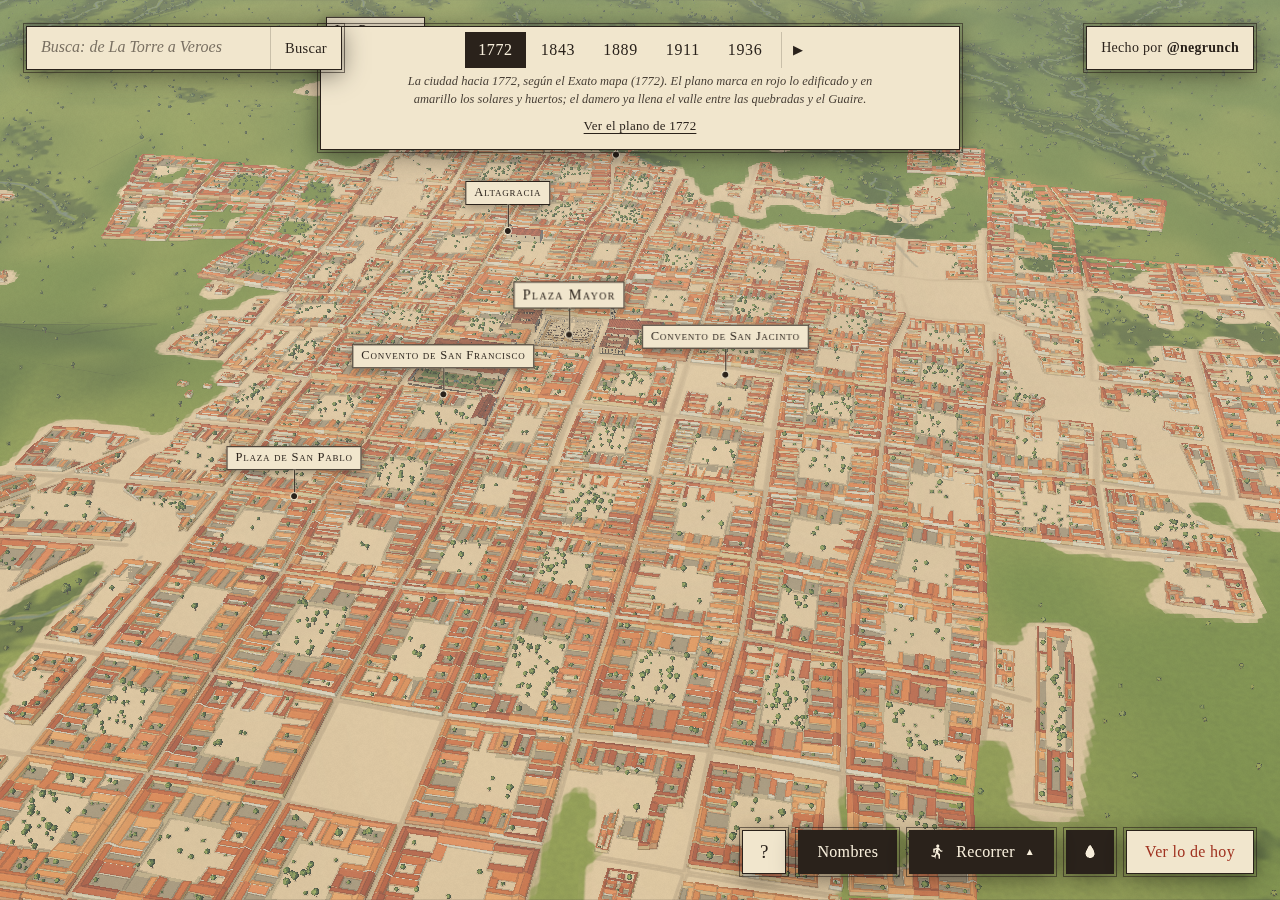 Busca: de La Torre a Veroes
Buscar
1772 1843 1889 1911 1936 ▶
La ciudad hacia 1772, según el Exato mapa (1772). El plano marca en rojo lo edificado y en
amarillo los solares y huertos; el damero ya llena el valle entre las quebradas y el Guaire.
Ver el plano de 1772
Hecho por @negrunch
Altagracia
Plaza Mayor
Convento de San Jacinto
Convento de San Francisco
Plaza de San Pablo
?
Nombres
Recorrer ▲
Ver lo de hoy